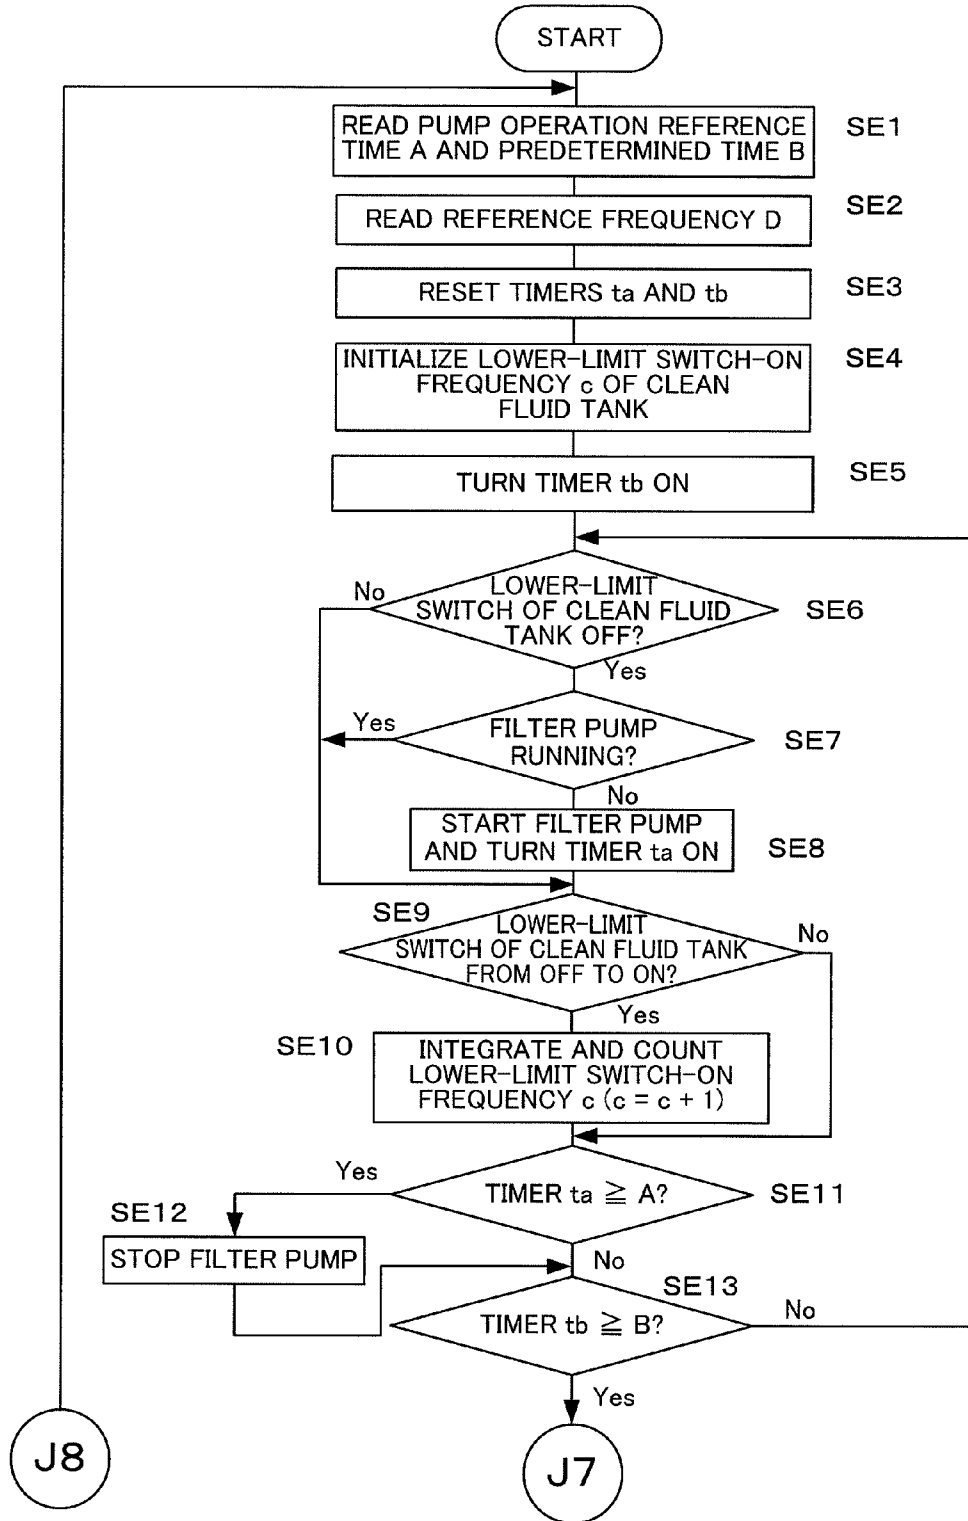 START
READ PUMP OPERATION REFERENCE
TIME A AND PREDETERMINED TIME B
SE1
READ REFERENCE FREQUENCY D
SE2
RESET TIMERS ta AND tb
SE3
INITIALIZE LOWER-LIMIT SWITCH-ON
FREQUENCY c OF CLEAN
FLUID TANK
SE4
TURN TIMER tb ON
SE5
LOWER-LIMIT
SWITCH OF CLEAN FLUID
TANK OFF?
No
SE6
Yes
FILTER PUMP
RUNNING?
Yes
SE7
No
START FILTER PUMP
AND TURN TIMER ta ON
SE8
SE9
LOWER-LIMIT
SWITCH OF CLEAN FLUID TANK
FROM OFF TO ON?
No
Yes
SE10
INTEGRATE AND COUNT
LOWER-LIMIT SWITCH-ON
FREQUENCY c (c = c + 1)
Yes
TIMER ta ≧ A?
SE11
SE12
STOP FILTER PUMP
No
SE13
TIMER tb ≧ B?
No
Yes
J8
J7